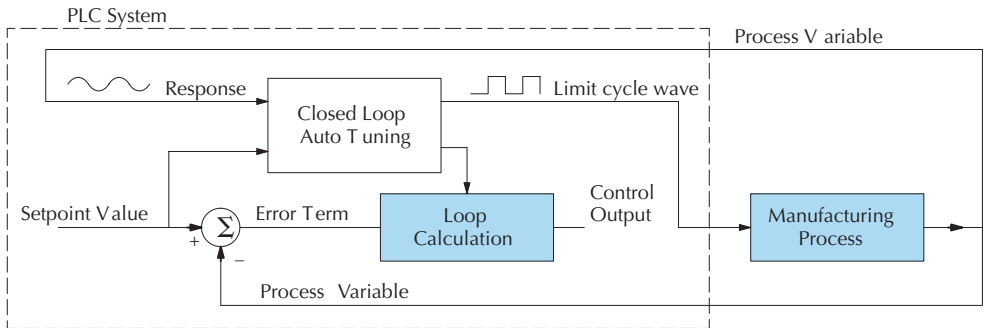 PLC System
Process V ariable
Response
Limit cycle wave
Closed Loop
Auto T uning
Setpoint Value
Error Term
Loop
Calculation
Control
Output
Manufacturing
Process
+
Σ
–
Process Variable